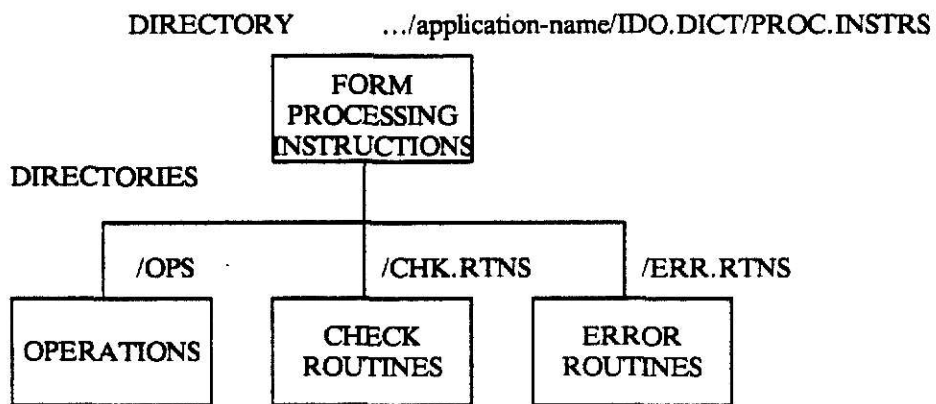 DIRECTORY .../application-name/IDO.DICT/PROC.INSTRS
FORM
PROCESSING
INSTRUCTIONS
DIRECTORIES
/OPS /CHK.RTNS /ERR.RTNS
OPERATIONS
CHECK
ROUTINES
ERROR
ROUTINES